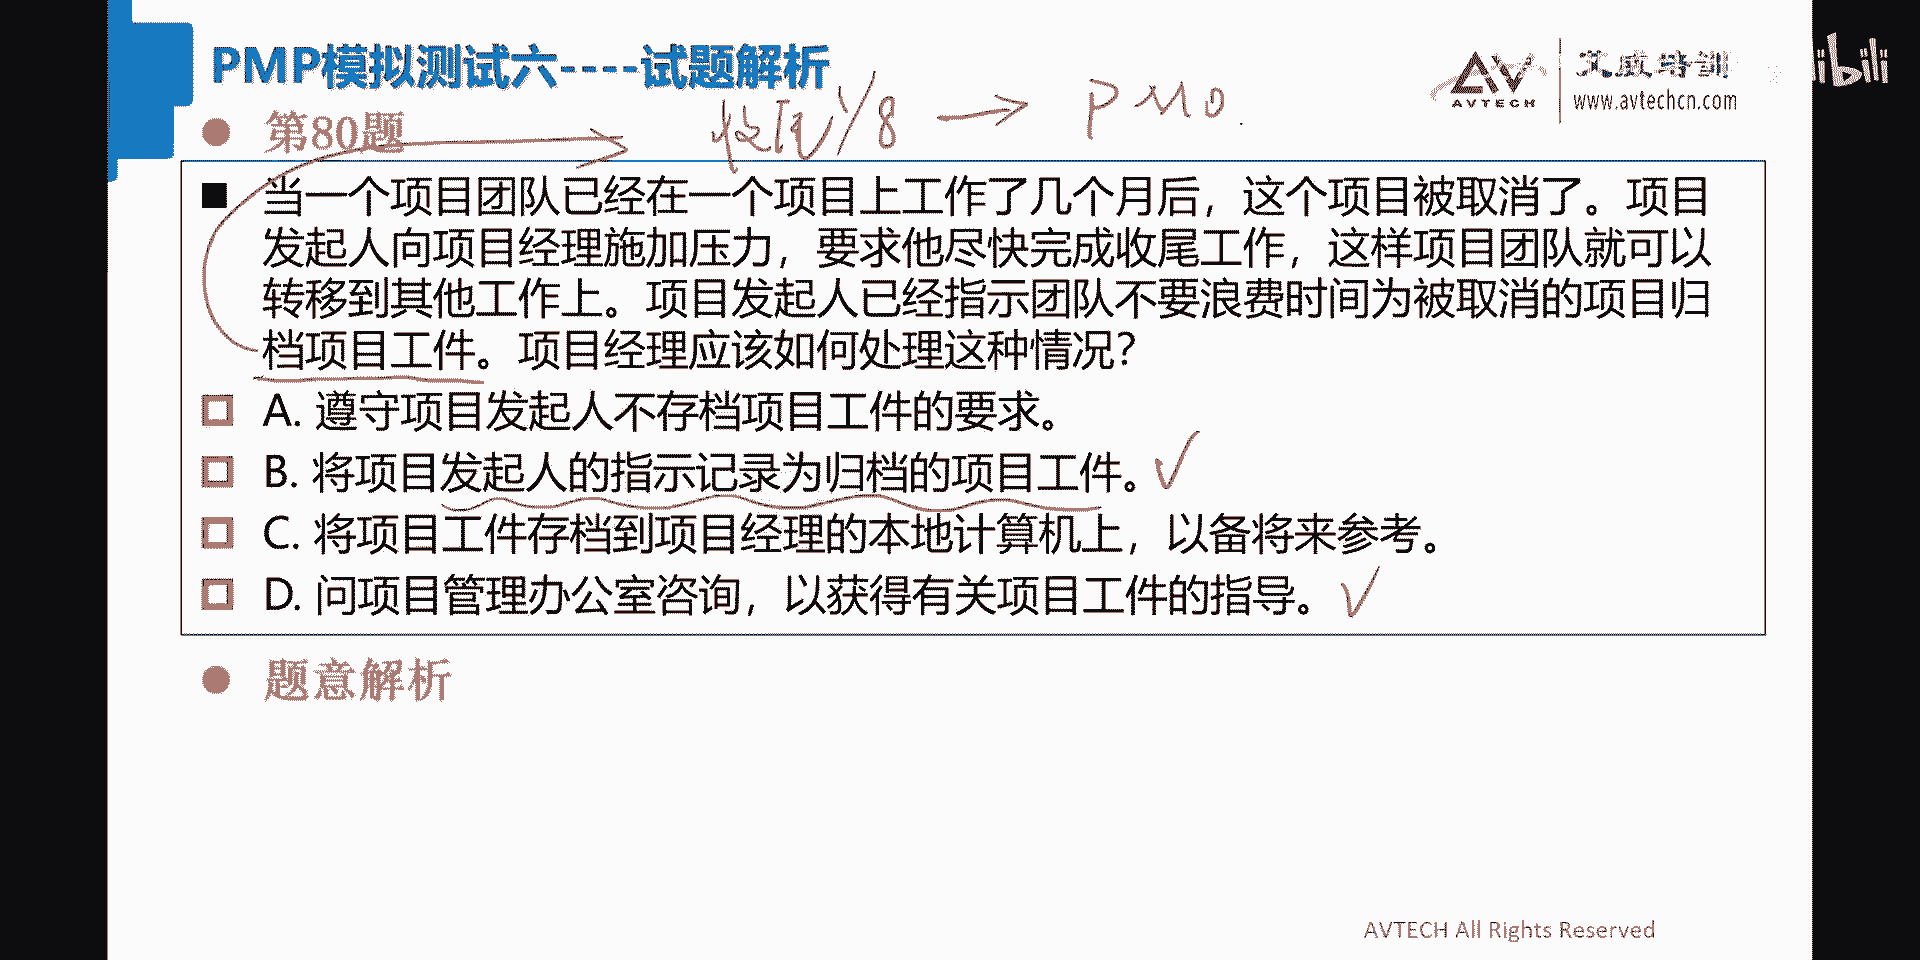 PMP模拟测试六----试题解析
AVTECH
艾威培训
www.avtechcn.com
第80题
PMO.
当一个项目团队已经在一个项目上工作了几个月后，这个项目被取消了。项目
发起人向项目经理施加压力，要求他尽快完成收尾工作，这样项目团队就可以
转移到其他工作上。项目发起人已经指示团队不要浪费时间为被取消的项目归
档项目工件。项目经理应该如何处理这种情况？
A. 遵守项目发起人不存档项目工件的要求。
B. 将项目发起人的指示记录为归档的项目工件。
C. 将项目工件存档到项目经理的本地计算机上，以备将来参考。
D. 问项目管理办公室咨询，以获得有关项目工件的指导。
题意解析
AVTECH All Rights Reserved